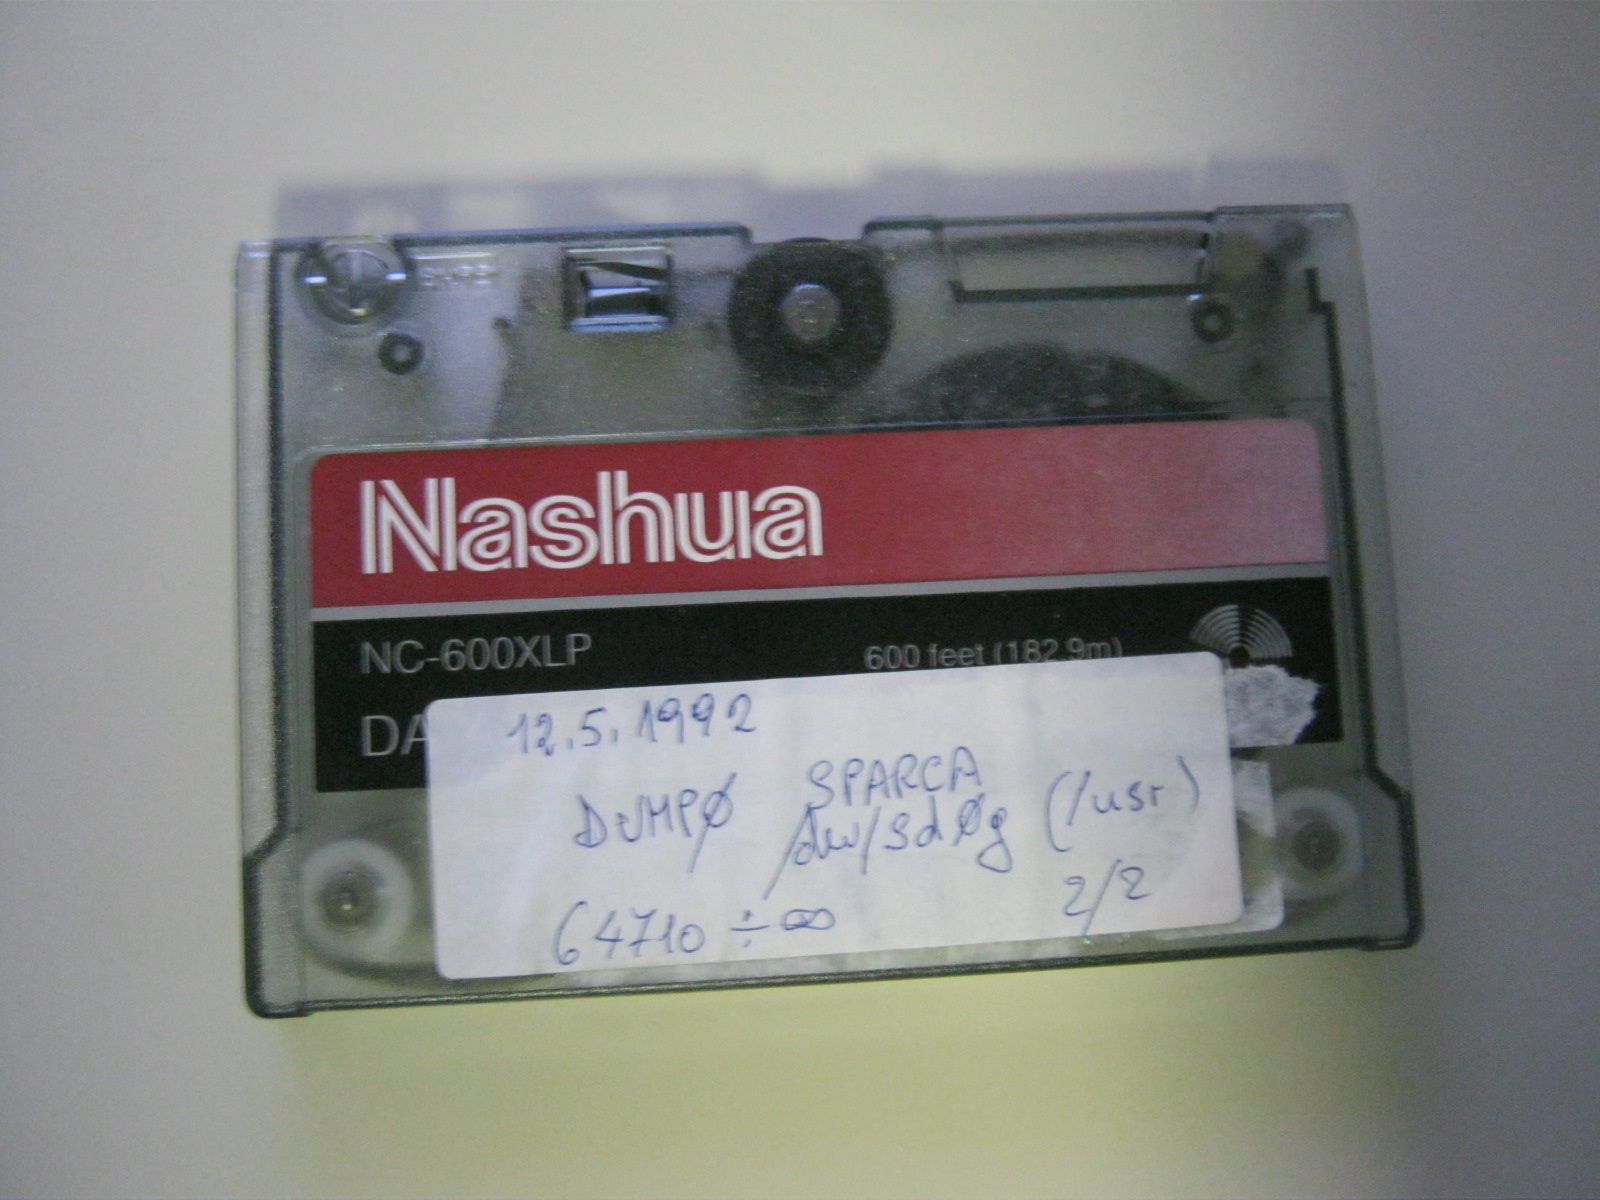 Nashua
NC-600XLP
600 feet (182.9m)
DA
12.5.1992
DUMPØ
SPARCA
/dev/sdØg (/usr)
64710 ÷ ∞
2/2